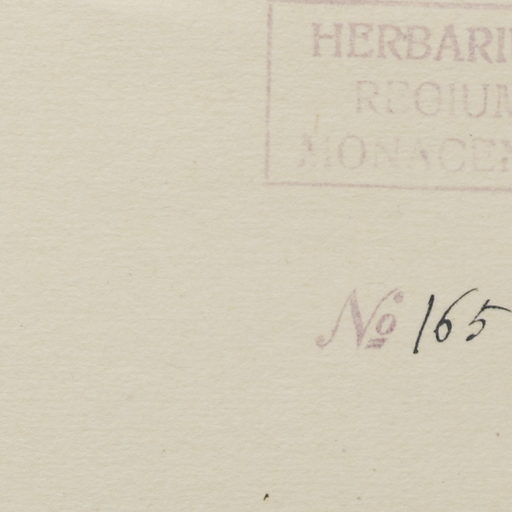 HERBARI
REGIUM
MONACEN
No 165